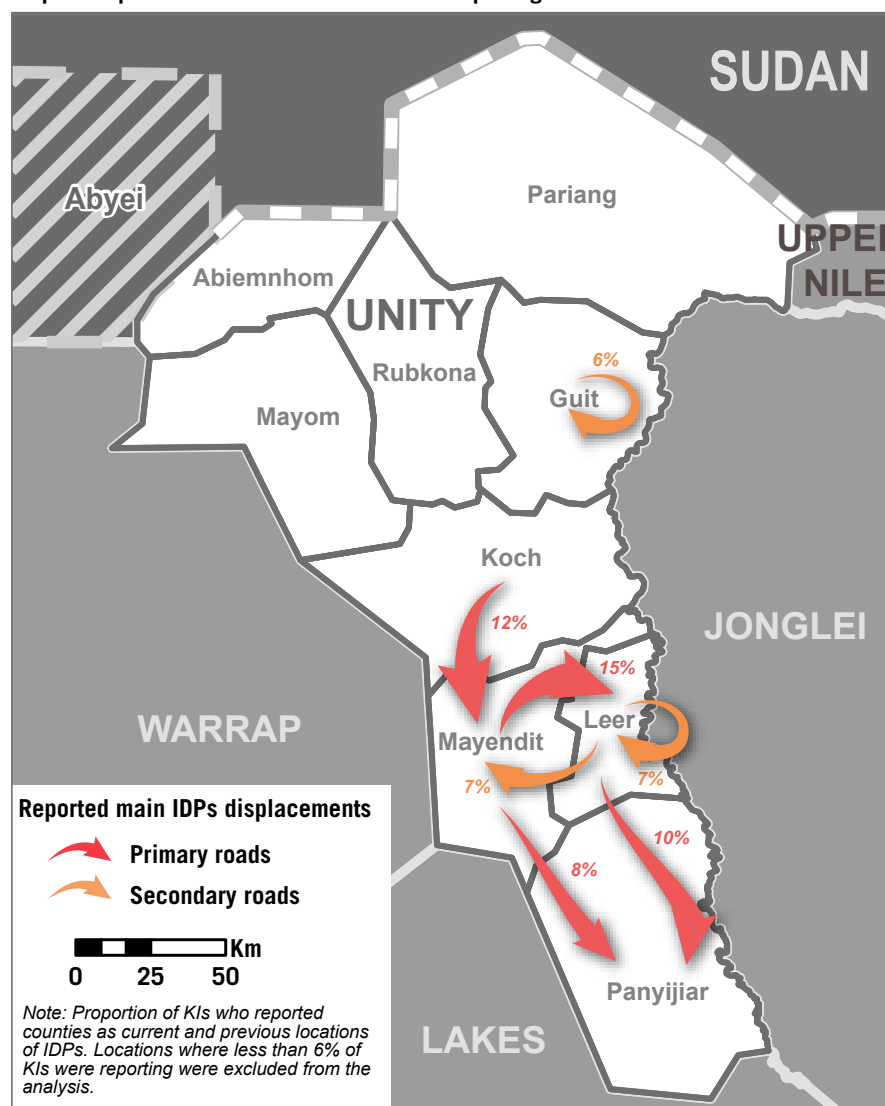 SUDAN
Abyei
Pariang
UPPER
NILE
Abiemnhom
UNITY
Rubkona
6%
Guit
Mayom
Koch
12%
JONGLEI
15%
Leer
WARRAP
Mayendit
7%
7%
10%
8%
Panyijiar
LAKES
Reported main IDPs displacements
Primary roads
Secondary roads
Km
0 25 50
Note: Proportion of KIs who reported
counties as current and previous locations
of IDPs. Locations where less than 6% of
KIs were reporting were excluded from the
analysis.